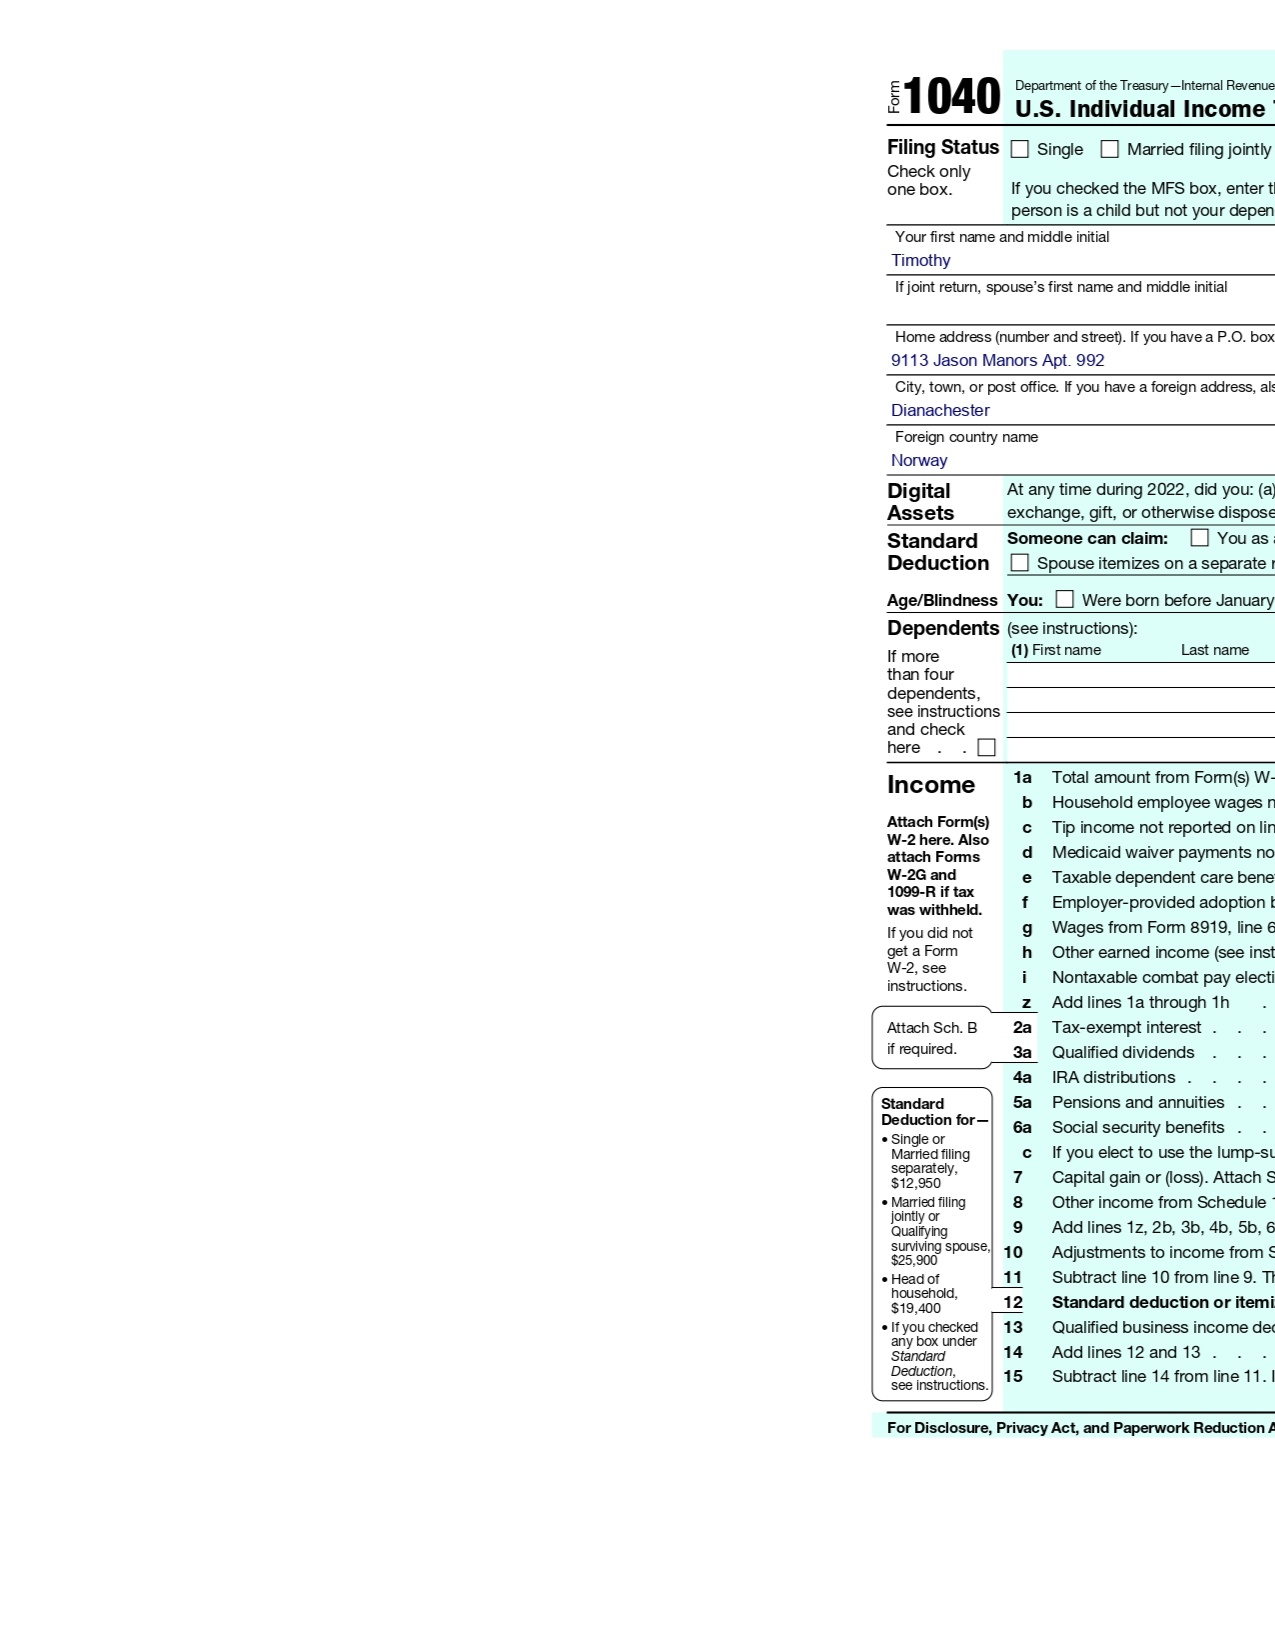 Form 1040
Department of the Treasury—Internal Revenue
U.S. Individual Income
Filing Status
Check only
one box.
Single Married filing jointly
If you checked the MFS box, enter
person is a child but not your
Your first name and middle initial
Timothy
If joint return, spouse's first name and middle initial
Home address (number and street). If you have a P.O. box
9113 Jason Manors Apt. 992
City, town, or post office. If you have a foreign address,
Dianachester
Foreign country name
Norway
Digital
Assets
At any time during 2022, did you: (a)
exchange, gift, or otherwise
Standard
Deduction
Someone can claim: You as
Spouse itemizes on a separate
Age/Blindness You: Were born before January
Dependents (see instructions):
(1) First name Last name
If more
than four
dependents,
see instructions
and check
here . .
Income
Attach Form(s)
W-2 here. Also
attach Forms
W-2G and
1099-R if tax
was withheld.
If you did not
get a Form
W-2, see
instructions.
Attach Sch. B
if required.
Standard
Deduction for—
• Single or
Married filing
separately,
$12,950
• Married filing
jointly or
Qualifying
surviving spouse,
$25,900
• Head of
household,
$19,400
• If you checked
any box under
Standard
Deduction,
see instructions.
1a Total amount from Form(s)
b Household employee wages
c Tip income not reported on
d Medicaid waiver payments
e Taxable dependent care
f Employer-provided adoption
g Wages from Form 8919, line 6
h Other earned income (see
i Nontaxable combat pay
z Add lines 1a through 1h .
2a Tax-exempt interest . . .
3a Qualified dividends . . .
4a IRA distributions . . . .
5a Pensions and annuities . .
6a Social security benefits . .
c If you elect to use the
7 Capital gain or (loss). Attach
8 Other income from Schedule
9 Add lines 1z, 2b, 3b, 4b, 5b,
10 Adjustments to income from
11 Subtract line 10 from line 9.
12 Standard deduction or
13 Qualified business income
14 Add lines 12 and 13 . . .
15 Subtract line 14 from line 11.
For Disclosure, Privacy Act, and Paperwork Reduction